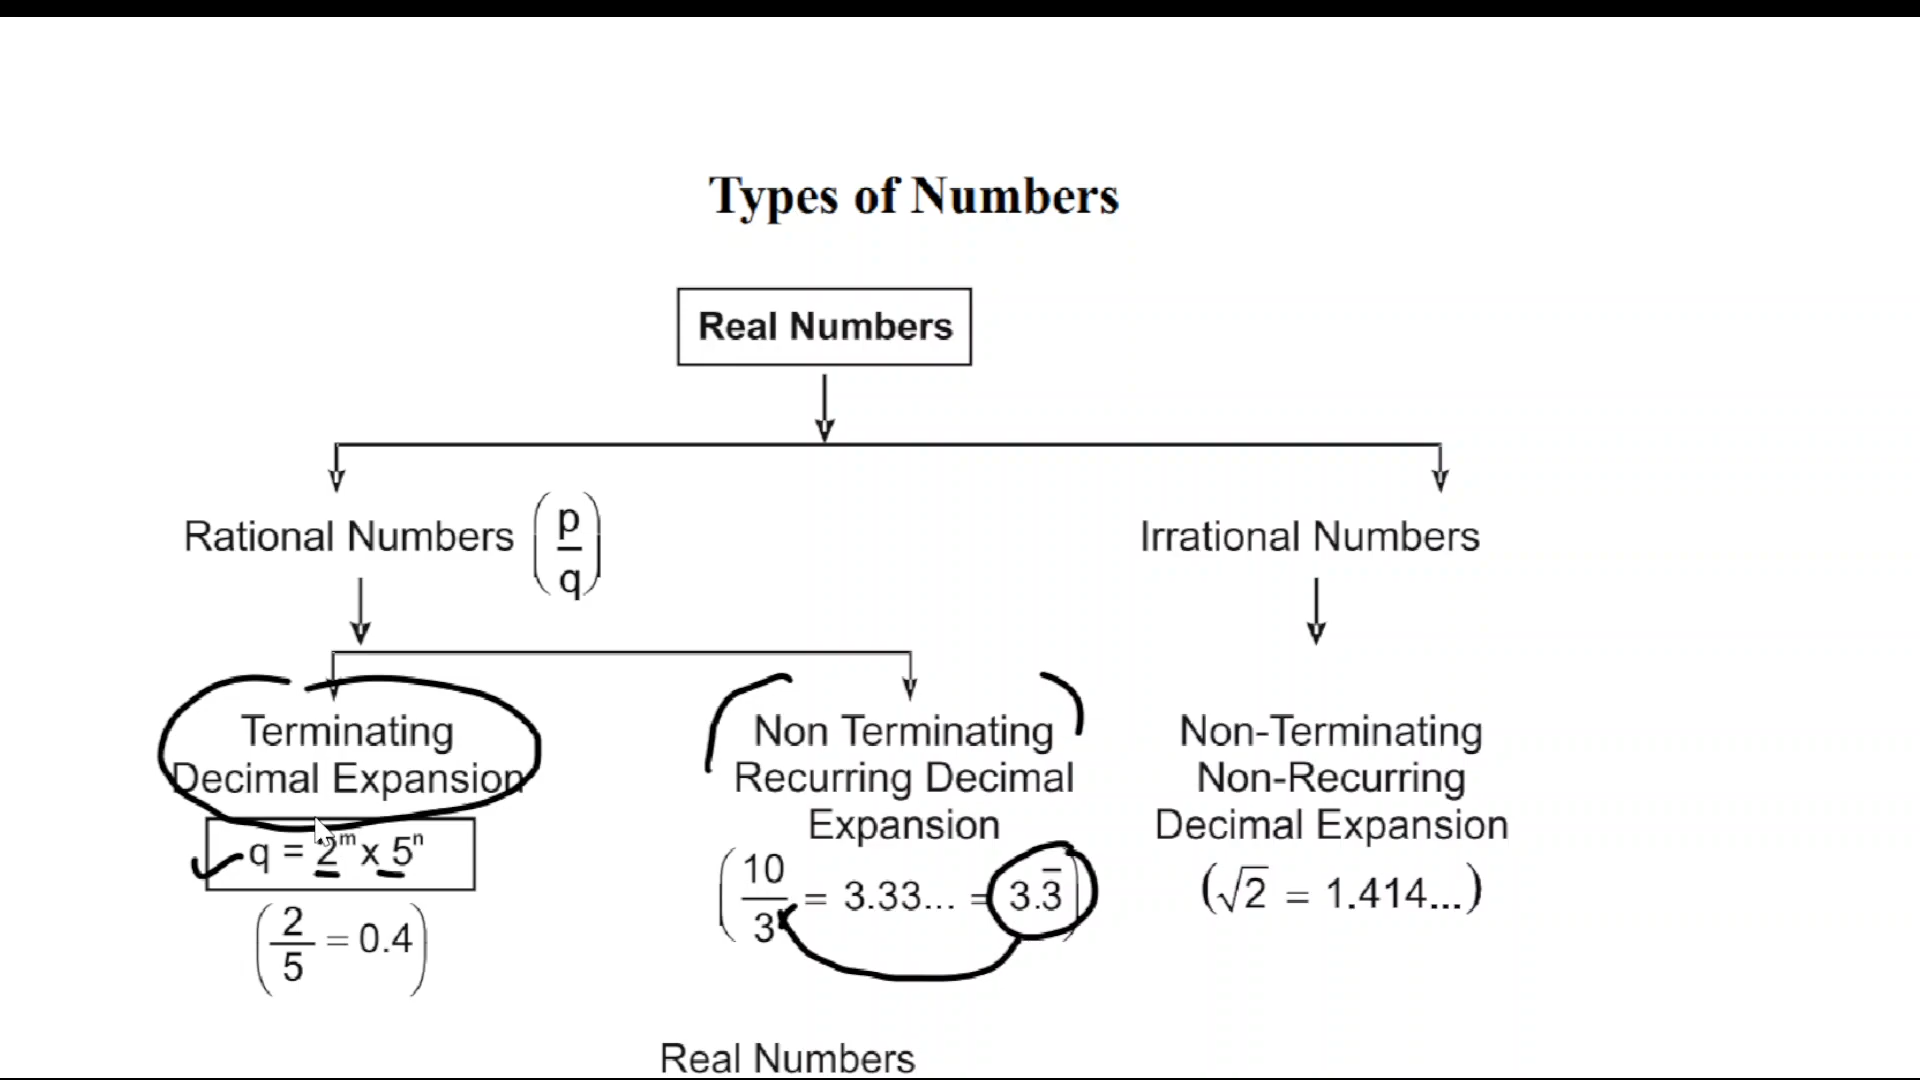 Types of Numbers
Real Numbers
Rational Numbers (p/q)
Irrational Numbers
Terminating
Decimal Expansion
q = 2^m x 5^n
(2/5 = 0.4)
Non Terminating
Recurring Decimal
Expansion
(10/3 = 3.33... = 3.3̅)
Non-Terminating
Non-Recurring
Decimal Expansion
(√2 = 1.414...)
Real Numbers